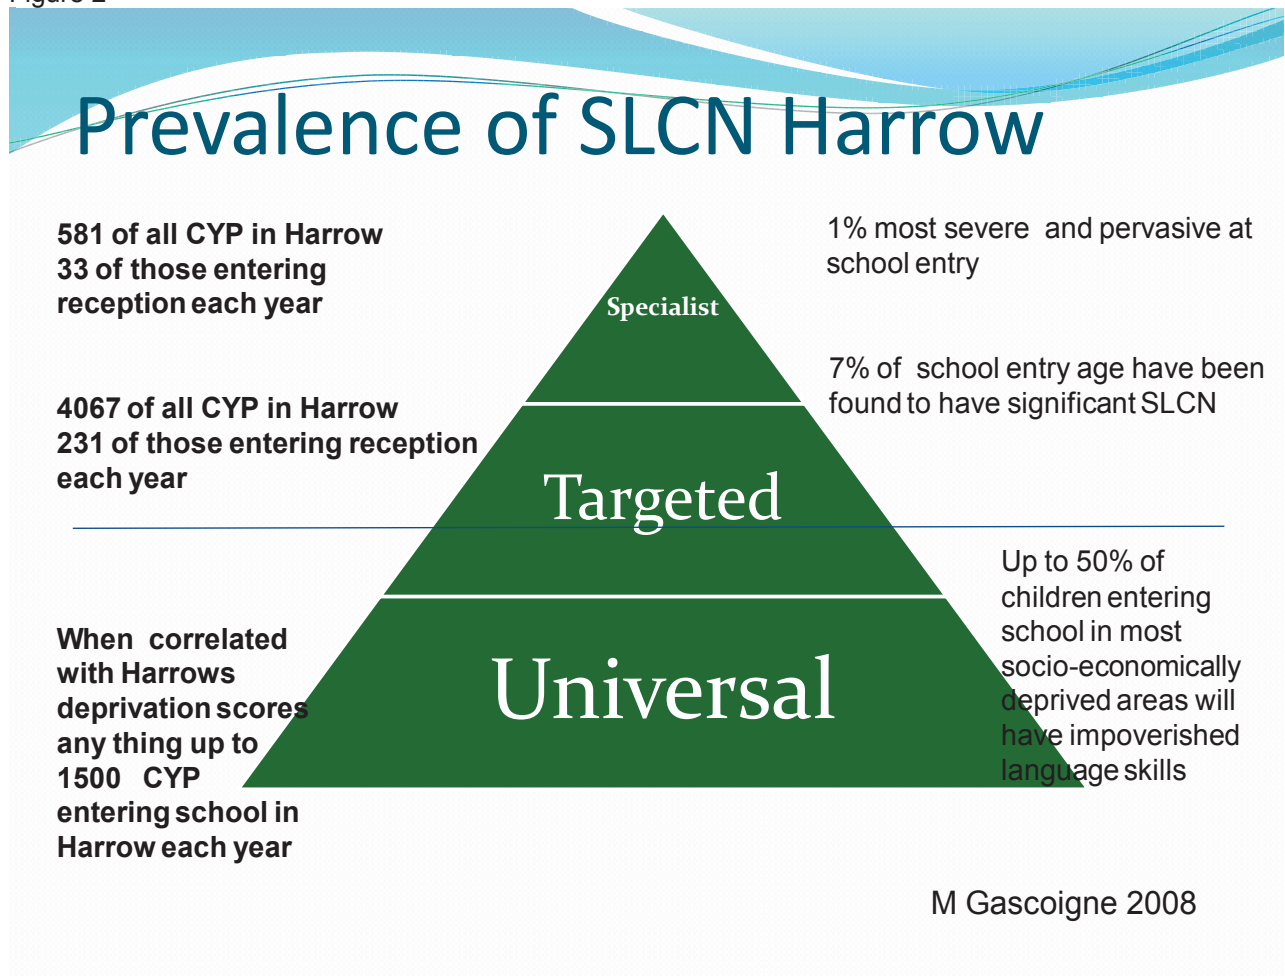 Figure 2
Prevalence of SLCN Harrow
581 of all CYP in Harrow
33 of those entering
reception each year
1% most severe and pervasive at
school entry
Specialist
7% of school entry age have been
found to have significant SLCN
4067 of all CYP in Harrow
231 of those entering reception
each year
Targeted
Up to 50% of
children entering
school in most
socio-economically
deprived areas will
have impoverished
language skills
When correlated
with Harrows
deprivation scores
any thing up to
1500 CYP
entering school in
Harrow each year
Universal
M Gascoigne 2008